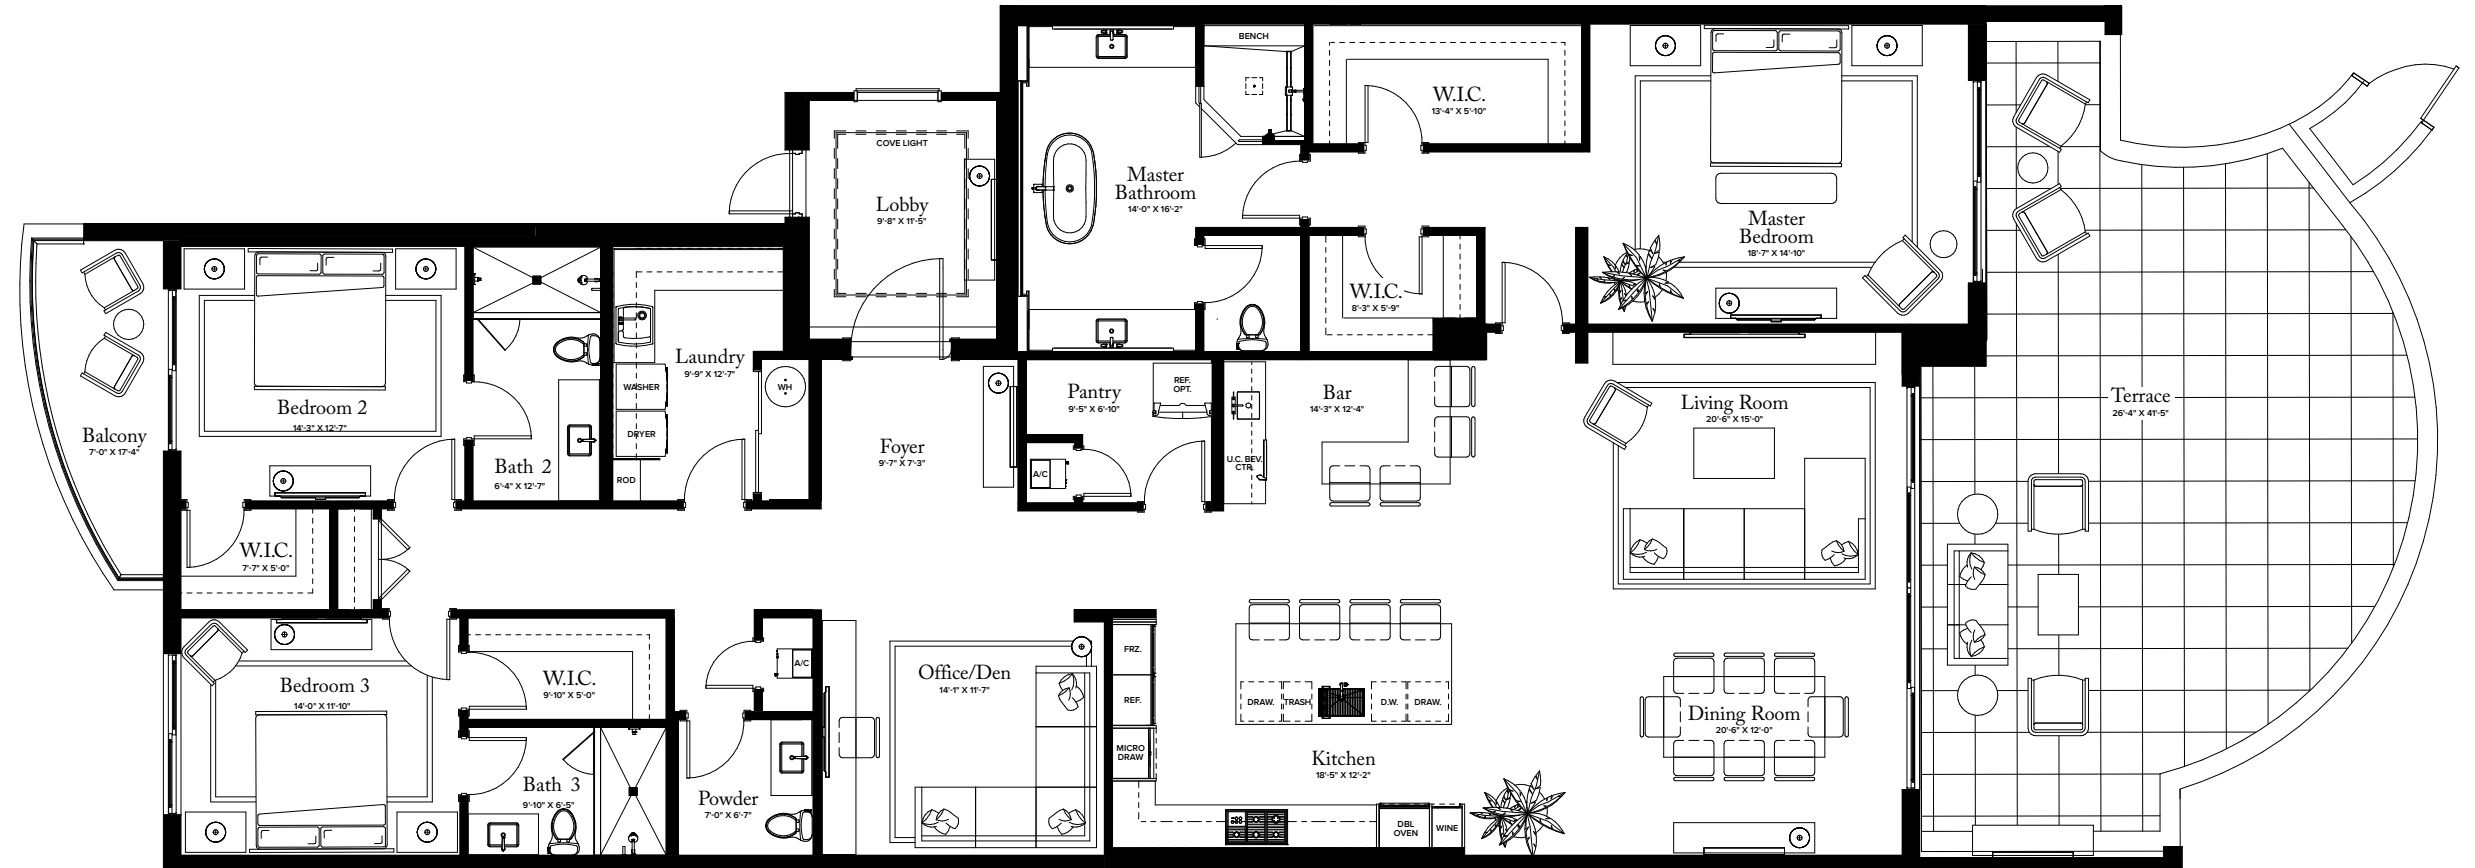 BENCH
W.I.C.
13'-4" X 5'-10"
COVE LIGHT
Lobby
9'-8" X 11'-5"
Master
Bathroom
14'-0" X 16'-2"
Master
Bedroom
18'-7" X 14'-10"
W.I.C.
8'-3" X 5'-9"
Balcony
7'-0" X 17'-4"
Bedroom 2
14'-3" X 12'-7"
Bath 2
6'-4" X 12'-7"
Laundry
9'-9" X 12'-7"
WASHER
DRYER
ROD
WH
Foyer
9'-7" X 7'-3"
Pantry
9'-5" X 6'-10"
REF.
OPT.
A/C
Bar
14'-3" X 12'-4"
U.C. BEV.
CTR.
Living Room
20'-6" X 15'-0"
Terrace
26'-4" X 41'-5"
W.I.C.
7'-7" X 5'-0"
Bedroom 3
14'-0" X 11'-10"
W.I.C.
9'-10" X 5'-0"
A/C
Office/Den
14'-1" X 11'-7"
FRZ.
REF.
MICRO
DRAW
DRAW.
TRASH
D.W.
DRAW.
Dining Room
20'-6" X 12'-0"
Bath 3
9'-10" X 6'-5"
Powder
7'-0" X 6'-7"
Kitchen
18'-5" X 12'-2"
DBL
OVEN
WINE